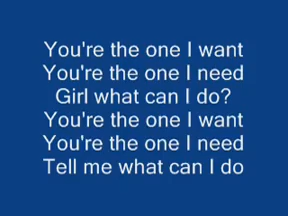 You're the one I want
You're the one I need
Girl what can I do?
You're the one I want
You're the one I need
Tell me what can I do